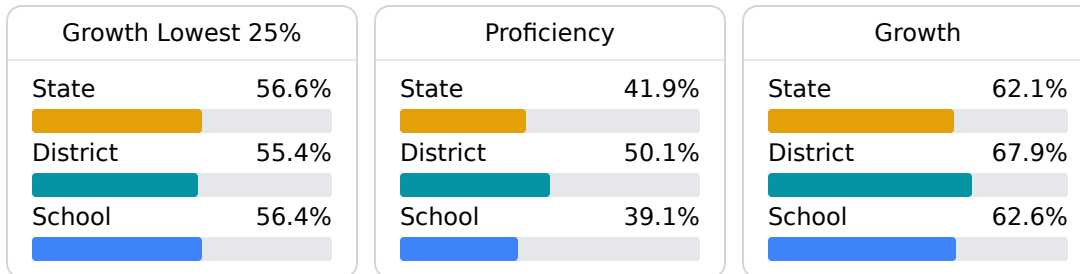 Growth Lowest 25%
State 56.6%
District 55.4%
School 56.4%
Proficiency
State 41.9%
District 50.1%
School 39.1%
Growth
State 62.1%
District 67.9%
School 62.6%